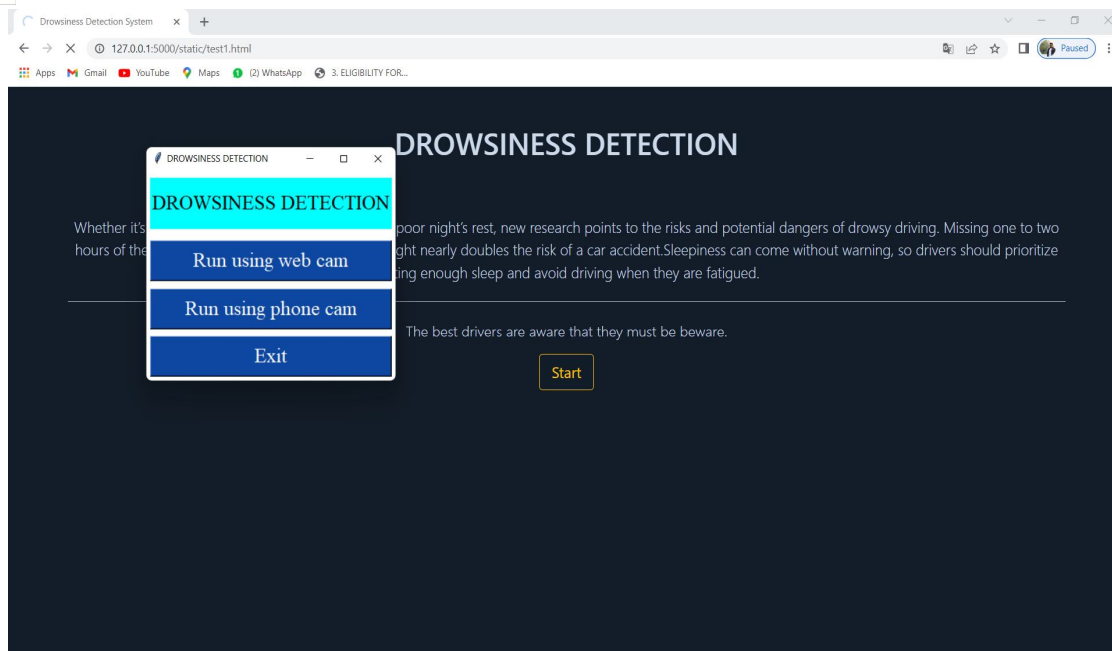 Drowsiness Detection System
127.0.0.1:5000/static/test1.html
Paused
Apps Gmail YouTube Maps (2) WhatsApp 3. ELIGIBILITY FOR...
DROWSINESS DETECTION
DROWSINESS DETECTION
DROWSINESS DETECTION
Run using web cam
Run using phone cam
Exit
Whether it's poor night's rest, new research points to the risks and potential dangers of drowsy driving. Missing one to two
hours of the ght nearly doubles the risk of a car accident.Sleepiness can come without warning, so drivers should prioritize
ing enough sleep and avoid driving when they are fatigued.
The best drivers are aware that they must be beware.
Start